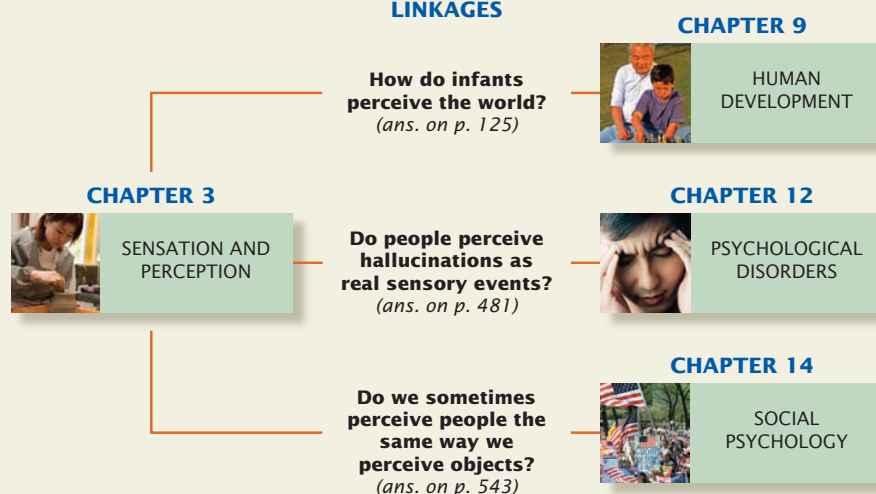 LINKAGES
CHAPTER 9
How do infants
perceive the world?
(ans. on p. 125)
HUMAN
DEVELOPMENT
CHAPTER 3
SENSATION AND
PERCEPTION
CHAPTER 12
Do people perceive
hallucinations as
real sensory events?
(ans. on p. 481)
PSYCHOLOGICAL
DISORDERS
CHAPTER 14
Do we sometimes
perceive people the
same way we
perceive objects?
(ans. on p. 543)
SOCIAL
PSYCHOLOGY